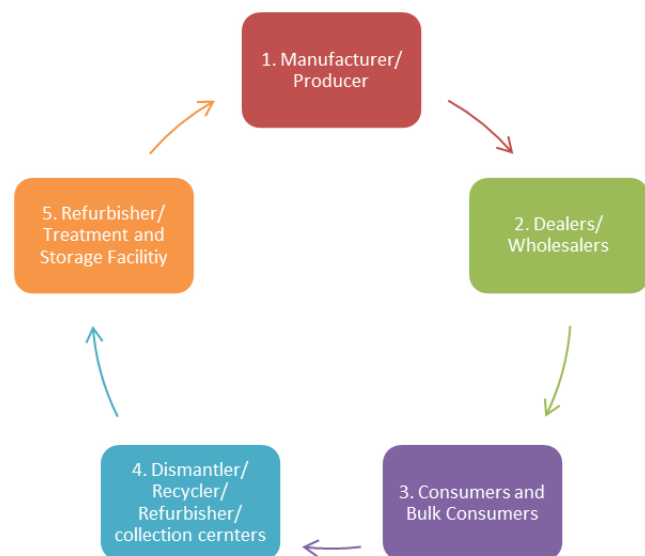 1. Manufacturer/
Producer
2. Dealers/
Wholesalers
3. Consumers and
Bulk Consumers
4. Dismantler/
Recycler/
Refurbisher/
collection cernters
5. Refurbisher/
Treatment and
Storage Facilitiy